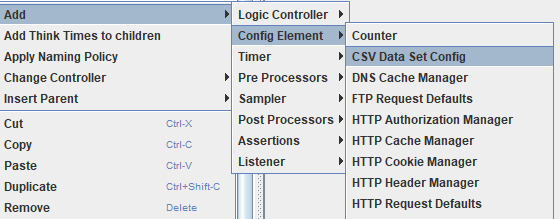 Add
Add Think Times to children
Apply Naming Policy
Change Controller
Insert Parent
Cut Ctrl-X
Copy Ctrl-C
Paste Ctrl-V
Duplicate Ctrl+Shift-C
Remove Delete
Logic Controller
Config Element
Timer
Pre Processors
Sampler
Post Processors
Assertions
Listener
Counter
CSV Data Set Config
DNS Cache Manager
FTP Request Defaults
HTTP Authorization Manager
HTTP Cache Manager
HTTP Cookie Manager
HTTP Header Manager
HTTP Request Defaults